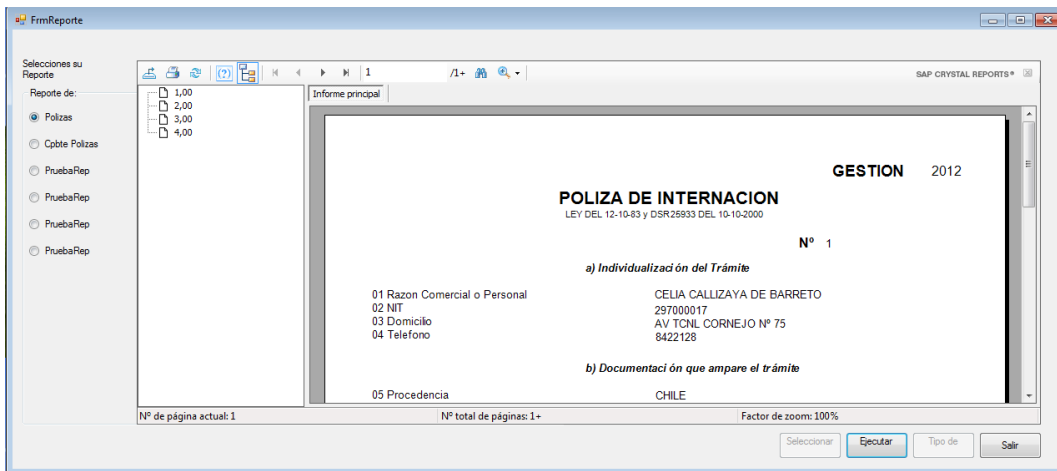 FrmReporte
Selecciones su
Reporte
Reporte de:
Polizas
Cpbte Polizas
PruebaRep
PruebaRep
PruebaRep
PruebaRep
1 /1+
SAP CRYSTAL REPORTS®
1,00
2,00
3,00
4,00
Informe principal
GESTION 2012
POLIZA DE INTERNACION
LEY DEL 12-10-83 y DSR25933 DEL 10-10-2000
Nº 1
a) Individualización del Trámite
01 Razon Comercial o Personal CELIA CALLIZAYA DE BARRETO
02 NIT 297000017
03 Domicilio AV TCNL CORNEJO Nº 75
04 Telefono 8422128
b) Documentación que ampare el trámite
05 Procedencia CHILE
Nº de página actual: 1 Nº total de páginas: 1+ Factor de zoom: 100%
Seleccionar Ejecutar Tipo de Salir